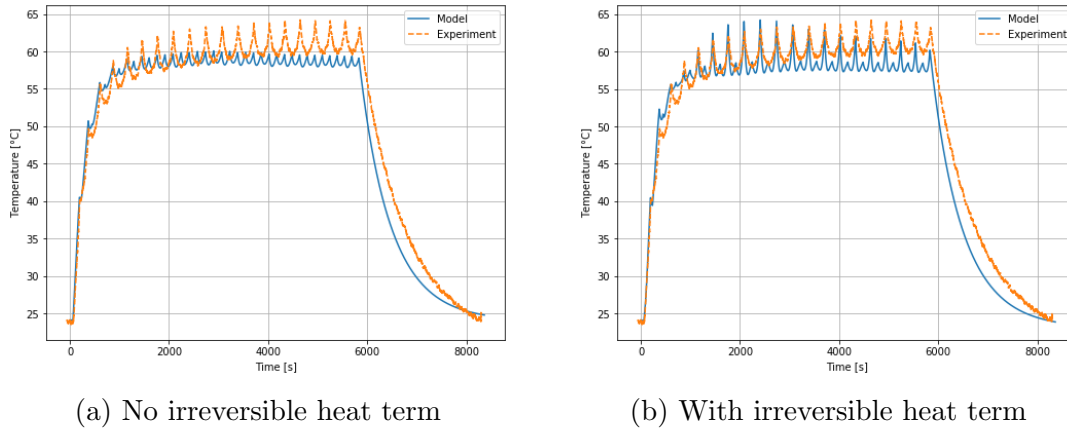 65
60
55
50
45
40
35
30
25
Temperature [°C]
0
2000
4000
6000
8000
Time [s]
Model
Experiment
(a) No irreversible heat term
65
60
55
50
45
40
35
30
25
Temperature [°C]
0
2000
4000
6000
8000
Time [s]
Model
Experiment
(b) With irreversible heat term